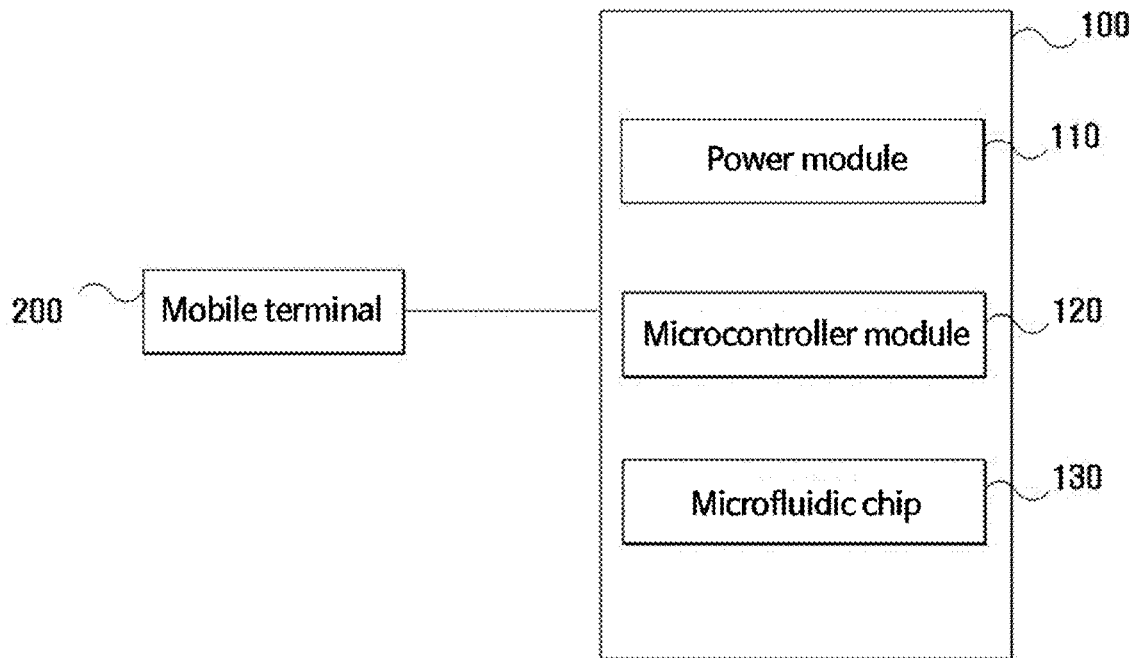 100
Power module
110
200
Mobile terminal
Microcontroller module
120
Microfluidic chip
130